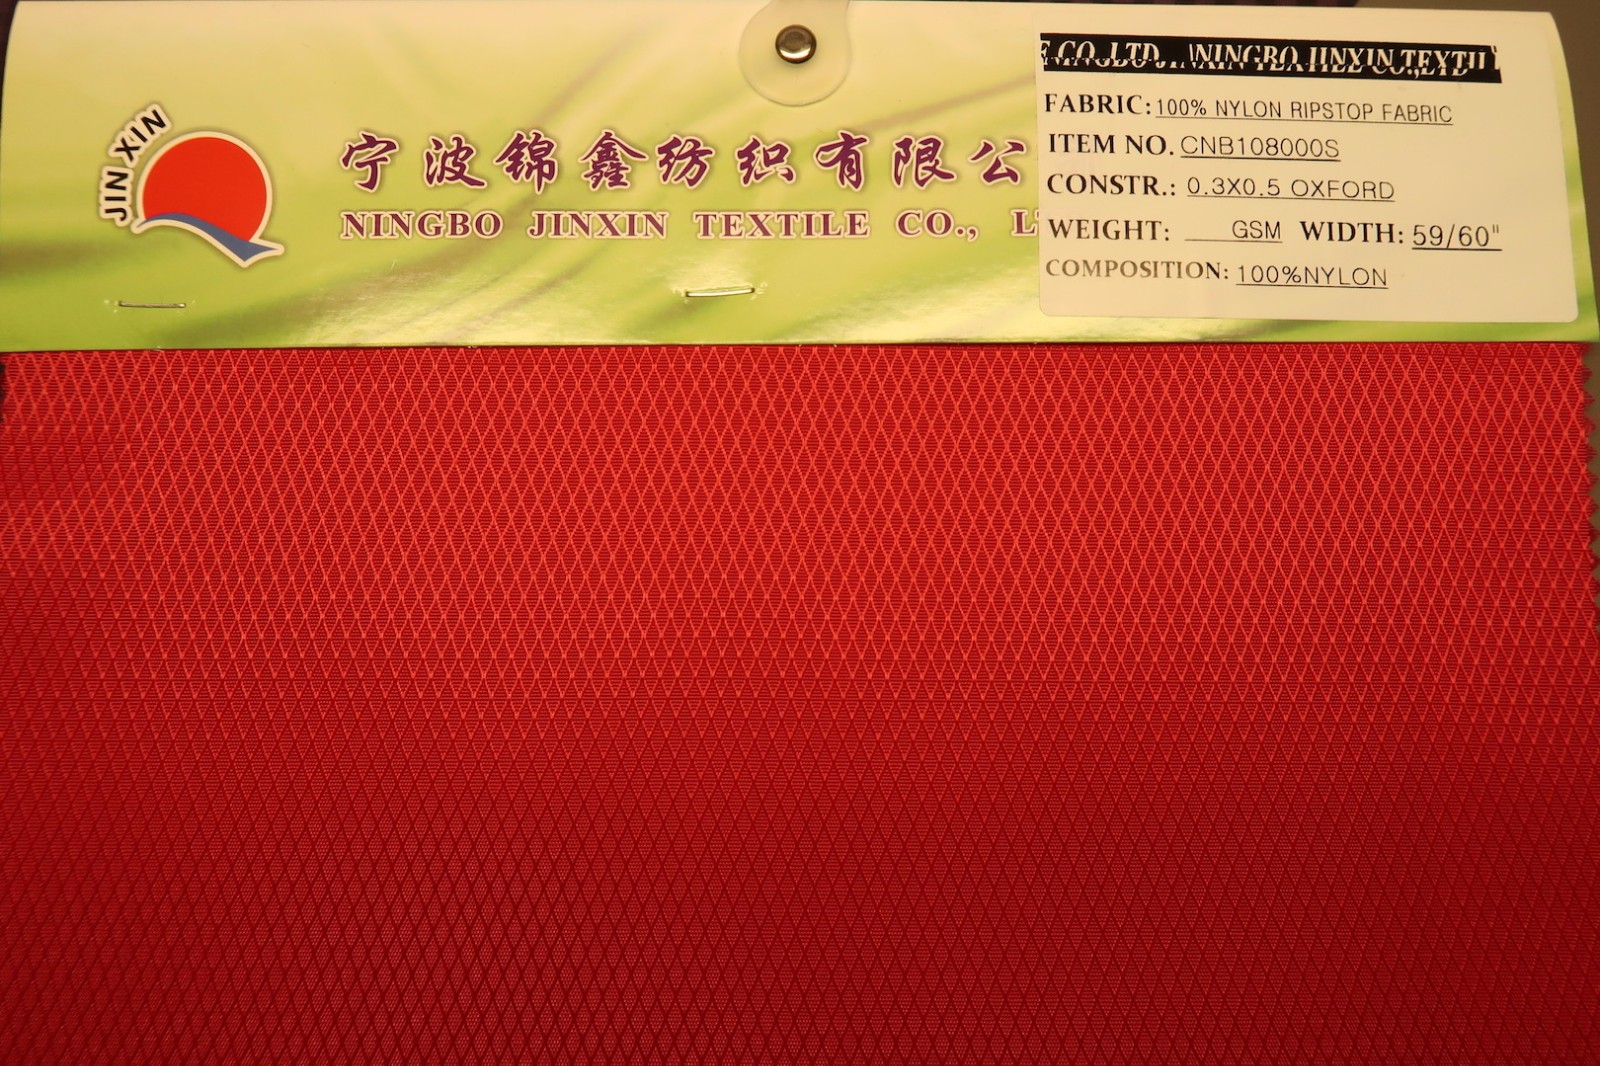 JIN XIN
宁波锦鑫纺织有限公
NINGBO JINXIN TEXTILE CO., L
FABRIC: 100% NYLON RIPSTOP FABRIC
ITEM NO. CNB108000S
CONSTR.: 0.3X0.5 OXFORD
WEIGHT: ___ GSM WIDTH: 59/60"
COMPOSITION: 100%NYLON